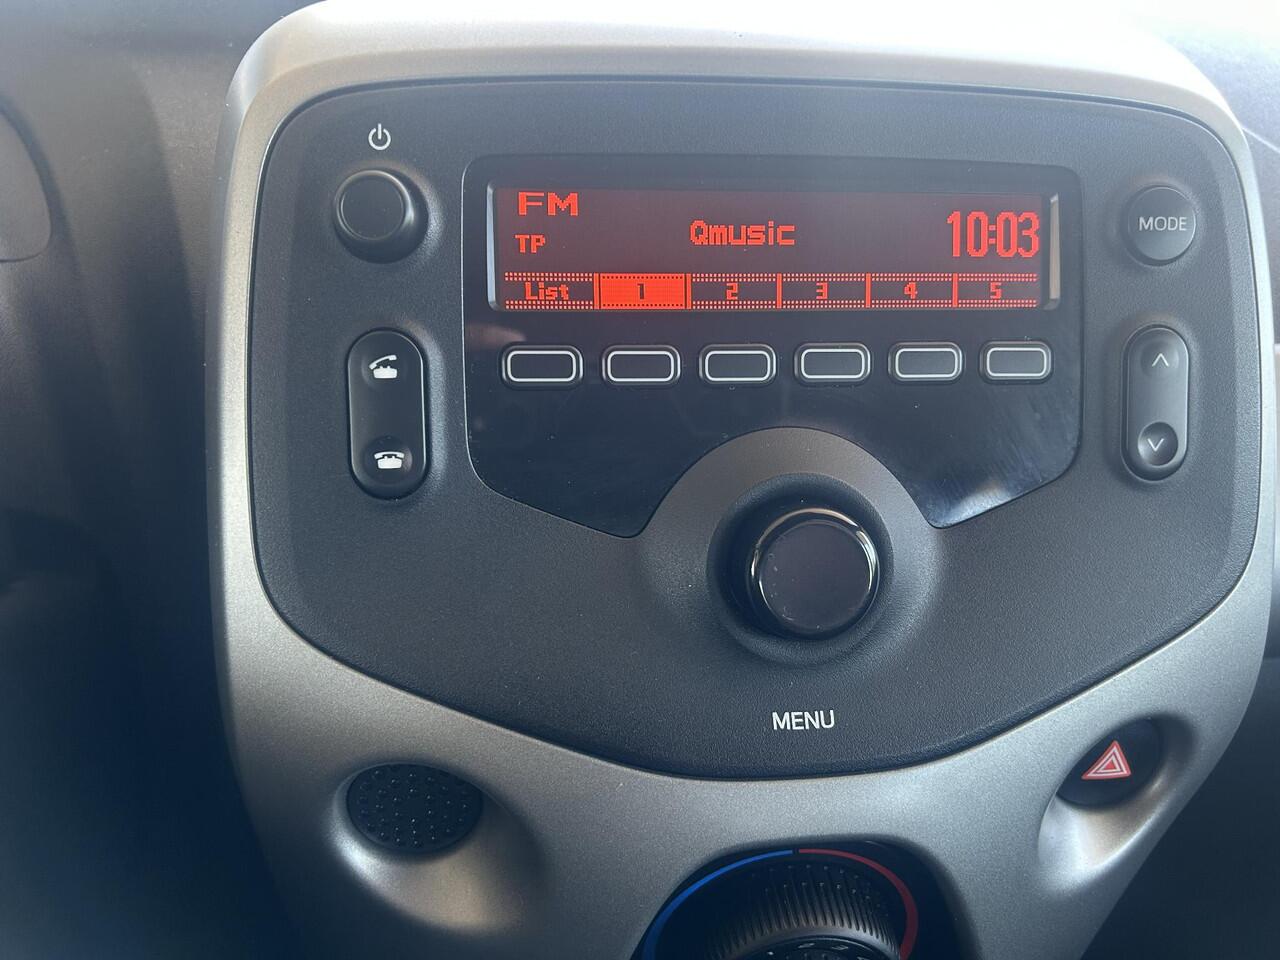 FM
TP
Qmusic
10:03
List 1 2 3 4 5
MODE
MENU